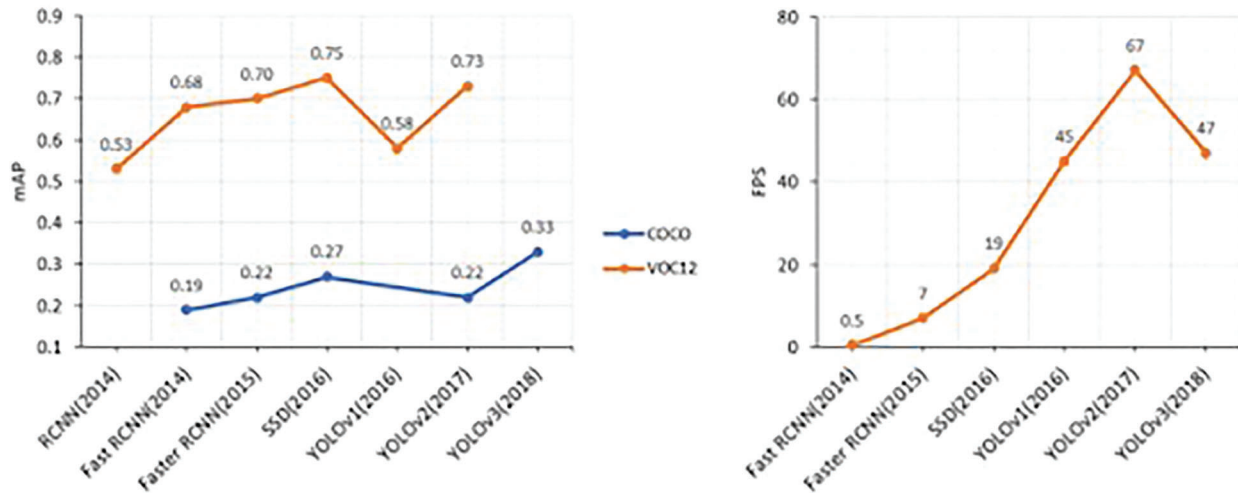 0.9
0.8
0.7
0.6
0.5
0.4
0.3
0.2
0.1
mAP
0.53
0.68
0.70
0.75
0.58
0.73
0.19
0.22
0.27
0.22
0.33
RCNN(2014)
Fast RCNN(2014)
Faster RCNN(2015)
SSD(2016)
YOLOv1(2016)
YOLOv2(2017)
YOLOv3(2018)
COCO
VOC12
80
60
40
20
0
FPS
0.5
7
19
45
67
47
Fast RCNN(2014)
Faster RCNN(2015)
SSD(2016)
YOLOv1(2016)
YOLOv2(2017)
YOLOv3(2018)